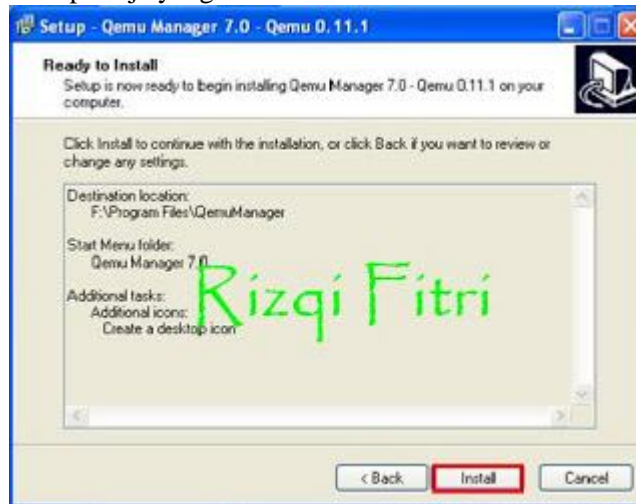 Setup - Qemu Manager 7.0 - Qemu 0.11.1
Ready to Install
Setup is now ready to begin installing Qemu Manager 7.0 - Qemu 0.11.1 on your
computer.
Click Install to continue with the installation, or click Back if you want to review or
change any settings.
Destination location:
F:\Program Files\QemuManager
Start Menu folder:
Qemu Manager 7.0
Additional tasks:
Additional icons:
Create a desktop icon
Rizqi Fitri
< Back
Install
Cancel